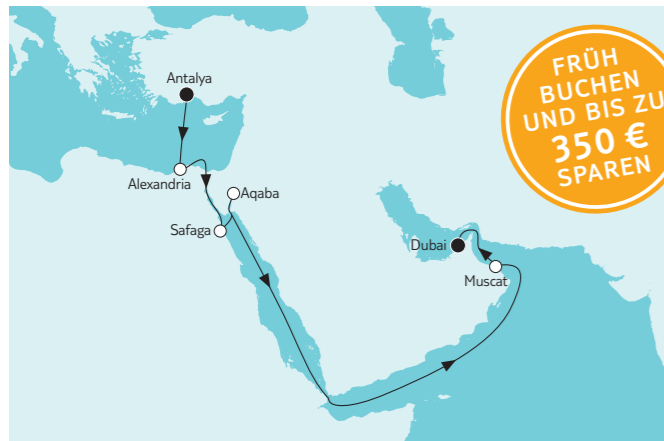 Antalya
Alexandria
Aqaba
Safaga
Dubai
Muscat
FRÜH
BUCHEN
UND BIS ZU
350 €
SPAREN